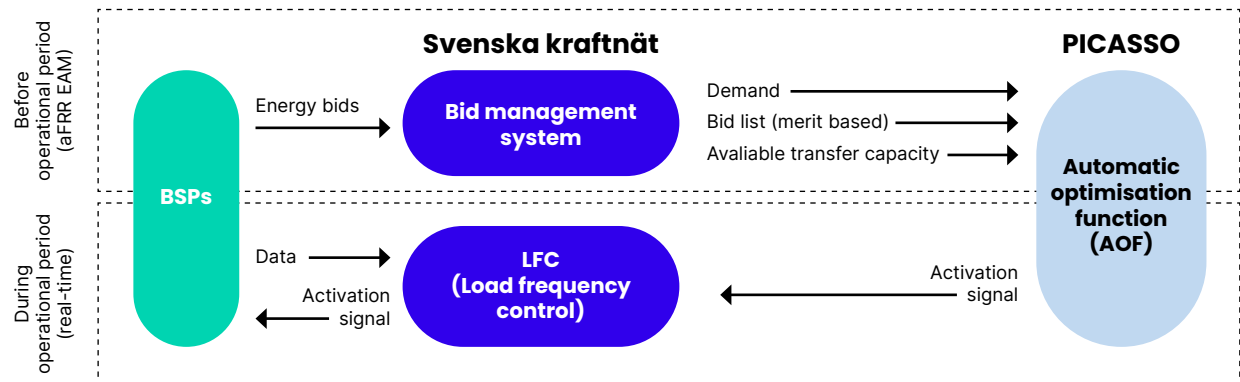 Before
operational period
(aFRR EAM)
Svenska kraftnät
PICASSO
BSPs
Energy bids
Bid management
system
Demand
Bid list (merit based)
Avaliable transfer capacity
Automatic
optimisation
function
(AOF)
During
operational period
(real-time)
Data
Activation
signal
LFC
(Load frequency
control)
Activation
signal